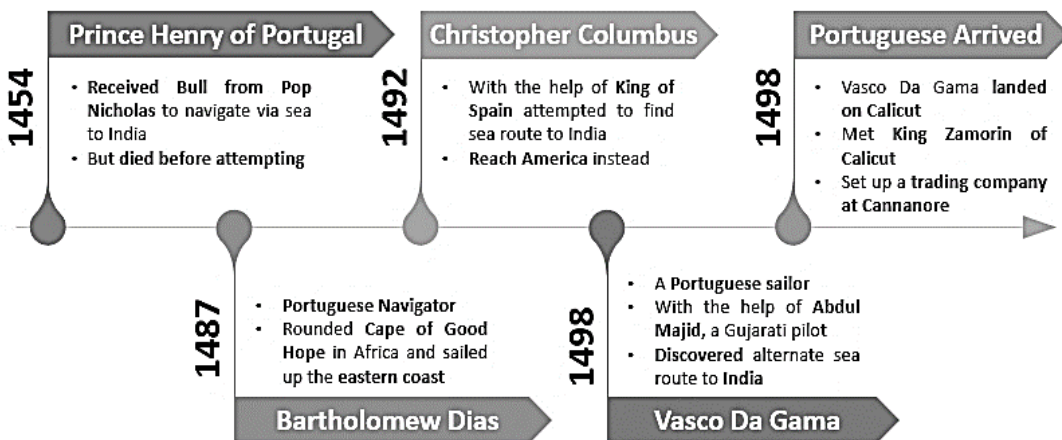 Prince Henry of Portugal
1454
• Received Bull from Pop
Nicholas to navigate via sea
to India
• But died before attempting
Christopher Columbus
1492
• With the help of King of
Spain attempted to find
sea route to India
• Reach America instead
Portuguese Arrived
1498
• Vasco Da Gama landed
on Calicut
• Met King Zamorin of
Calicut
• Set up a trading company
at Cannanore
1487
• Portuguese Navigator
• Rounded Cape of Good
Hope in Africa and sailed
up the eastern coast
Bartholomew Dias
1498
• A Portuguese sailor
• With the help of Abdul
Majid, a Gujarati pilot
• Discovered alternate sea
route to India
Vasco Da Gama